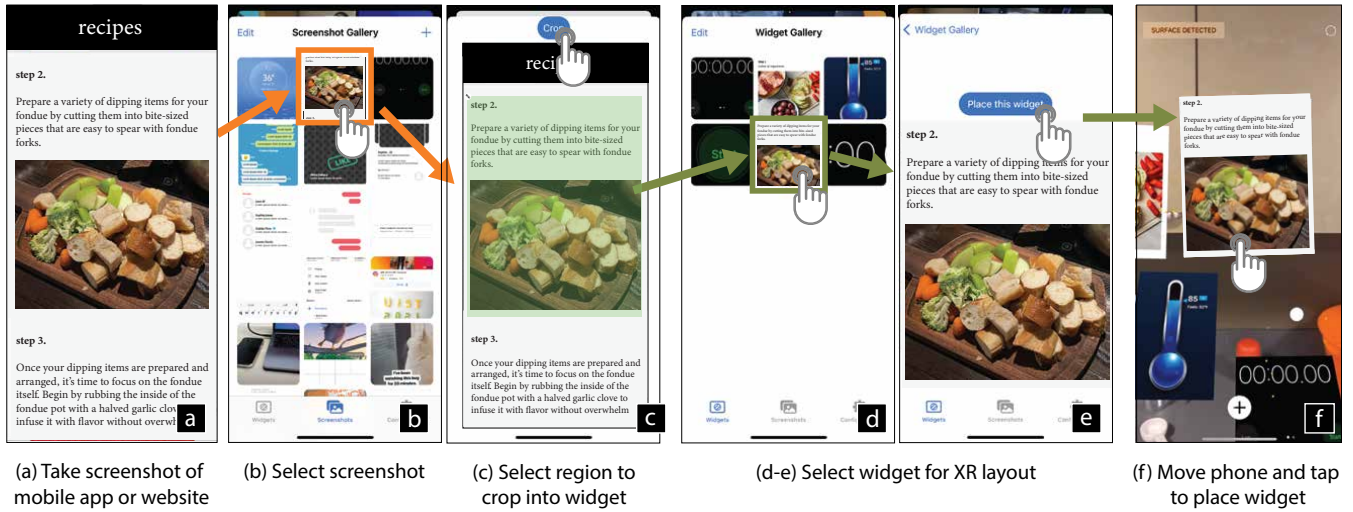 recipes
step 2.
Prepare a variety of dipping items for your
fondue by cutting them into bite-sized
pieces that are easy to spear with fondue
forks.
step 3.
Once your dipping items are prepared and
arranged, it's time to focus on the fondue
itself. Begin by rubbing the inside of the
fondue pot with a halved garlic
infuse it with flavor without
a
Edit
Screenshot Gallery
+
36°
00:00
LIKE
UIST
2021
Widgets
Screenshots
b
Crop
step 2.
Prepare a variety of dipping items for your
fondue by cutting them into bite-sized
pieces that are easy to spear with fondue
forks.
step 3.
Once your dipping items are prepared and
arranged, it's time to focus on the fondue
itself. Begin by rubbing the inside of the
fondue pot with a halved garlic clove to
infuse it with flavor without overwhelm
c
Edit
Widget Gallery
00:00.00
85
Widgets
Screenshots
d
Widget Gallery
Place this widget
step 2.
Prepare a variety of dipping items for your
fondue by cutting them into bite-sized
pieces that are easy to spear with fondue
forks.
Widgets
Screenshots
e
SURFACE DETECTED
step 2.
Prepare a variety of dipping items for your
fondue by cutting them into bite-sized
pieces that are easy to spear with fondue
forks.
85
00:00.00
+
f
(a) Take screenshot of
mobile app or website
(b) Select screenshot
(c) Select region to
crop into widget
(d-e) Select widget for XR layout
(f) Move phone and tap
to place widget